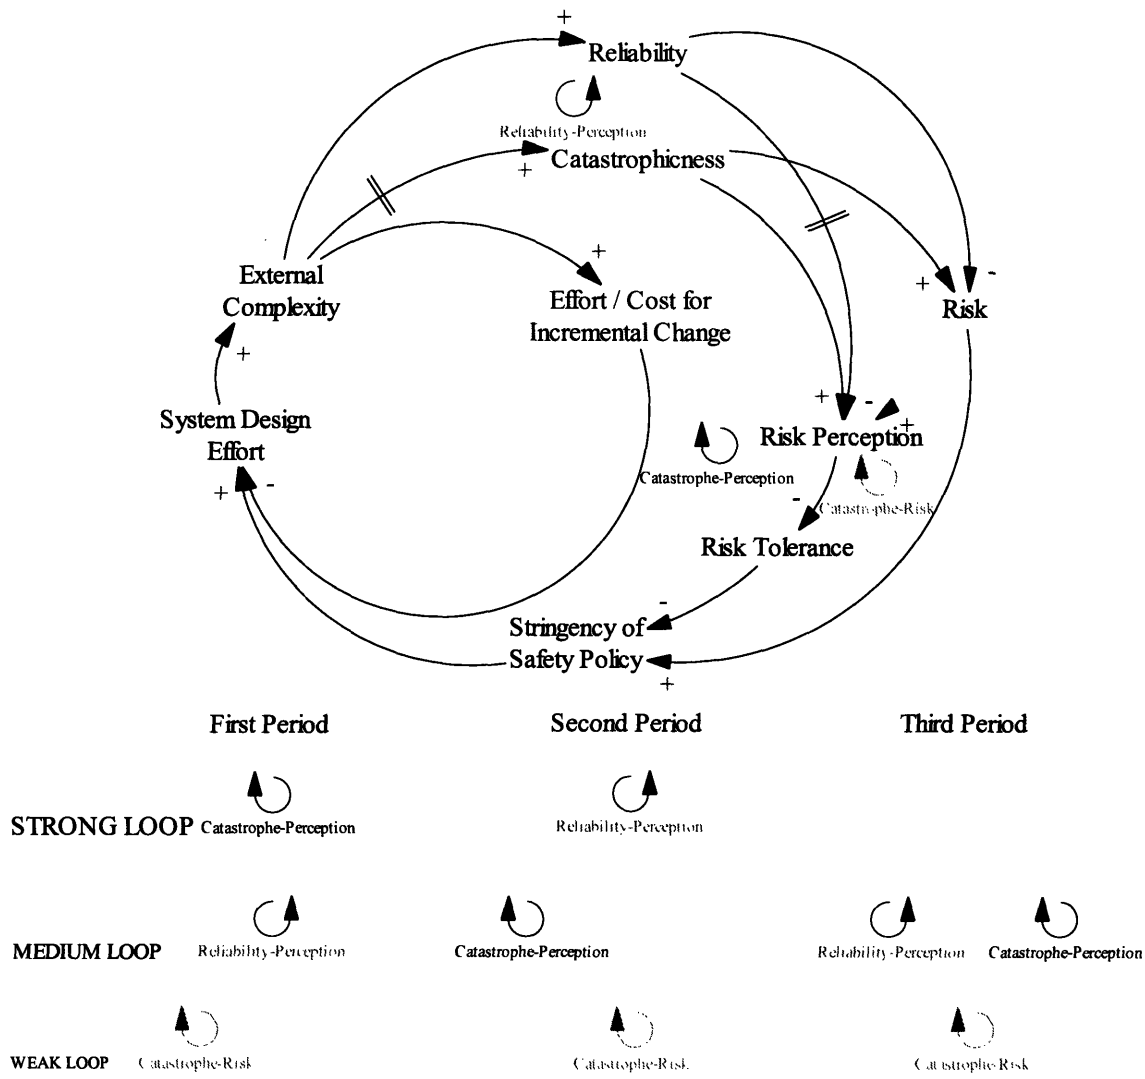 +
Reliability
Reliability-Perception
Catastrophicness
+
+
External
Complexity
Effort / Cost for
Incremental Change
+
-
Risk
+
System Design
Effort
+
-
+
Risk Perception
Catastrophe-Perception
Catastrophe-Risk
+
-
-
Risk Tolerance
-
Stringency of
Safety Policy
+
First Period
Second Period
Third Period
STRONG LOOP
Catastrophe-Perception
Reliability-Perception
MEDIUM LOOP
Reliability-Perception
Catastrophe-Perception
Reliability-Perception
Catastrophe-Perception
WEAK LOOP
Catastrophe-Risk
Catastrophe-Risk
Catastrophe-Risk